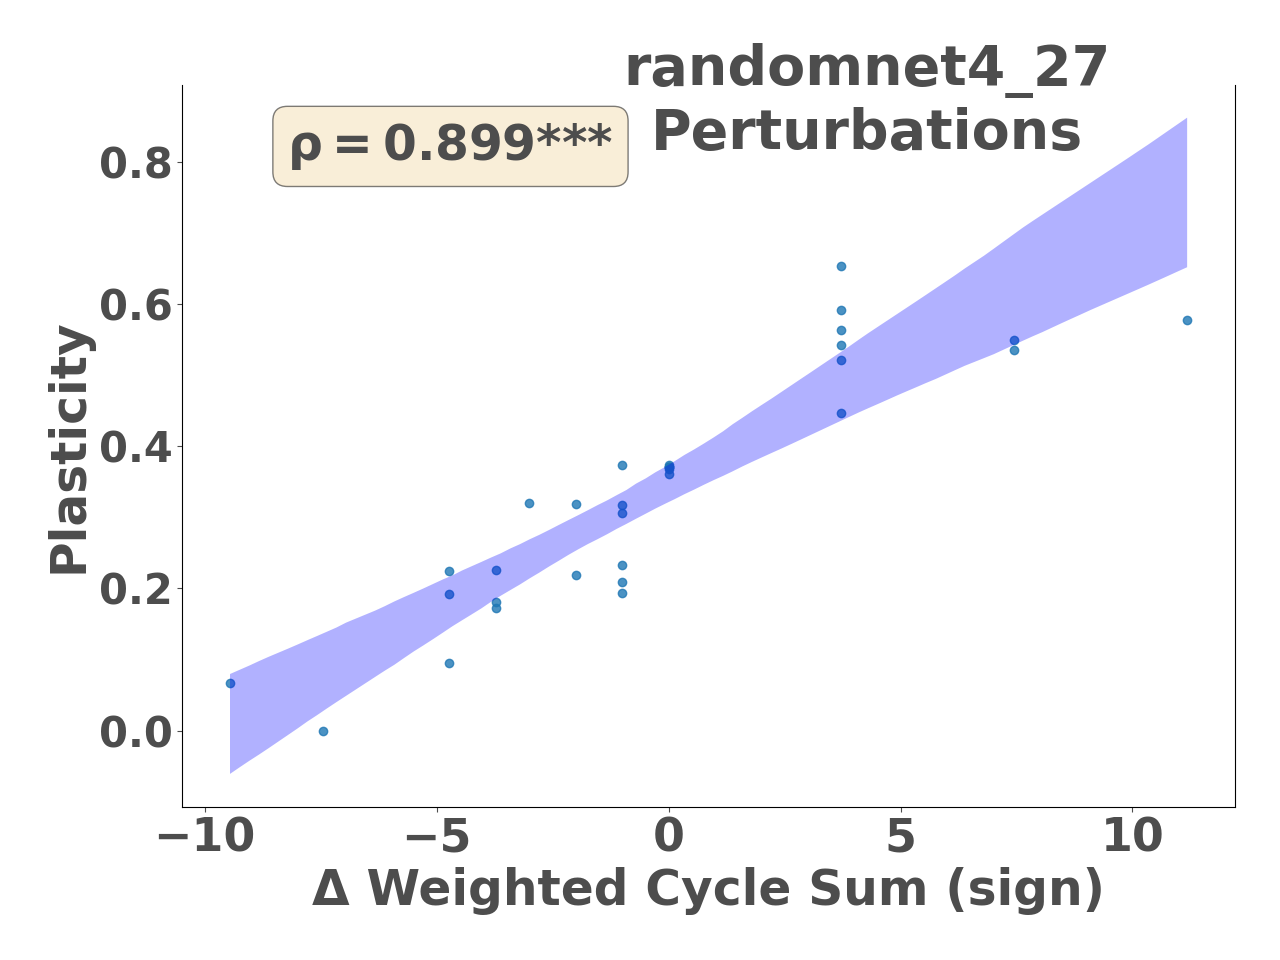 randomnet4_27
Perturbations
ρ = 0.899***
0.8
0.6
0.4
0.2
0.0
Plasticity
−10 −5 0 5 10
Δ Weighted Cycle Sum (sign)